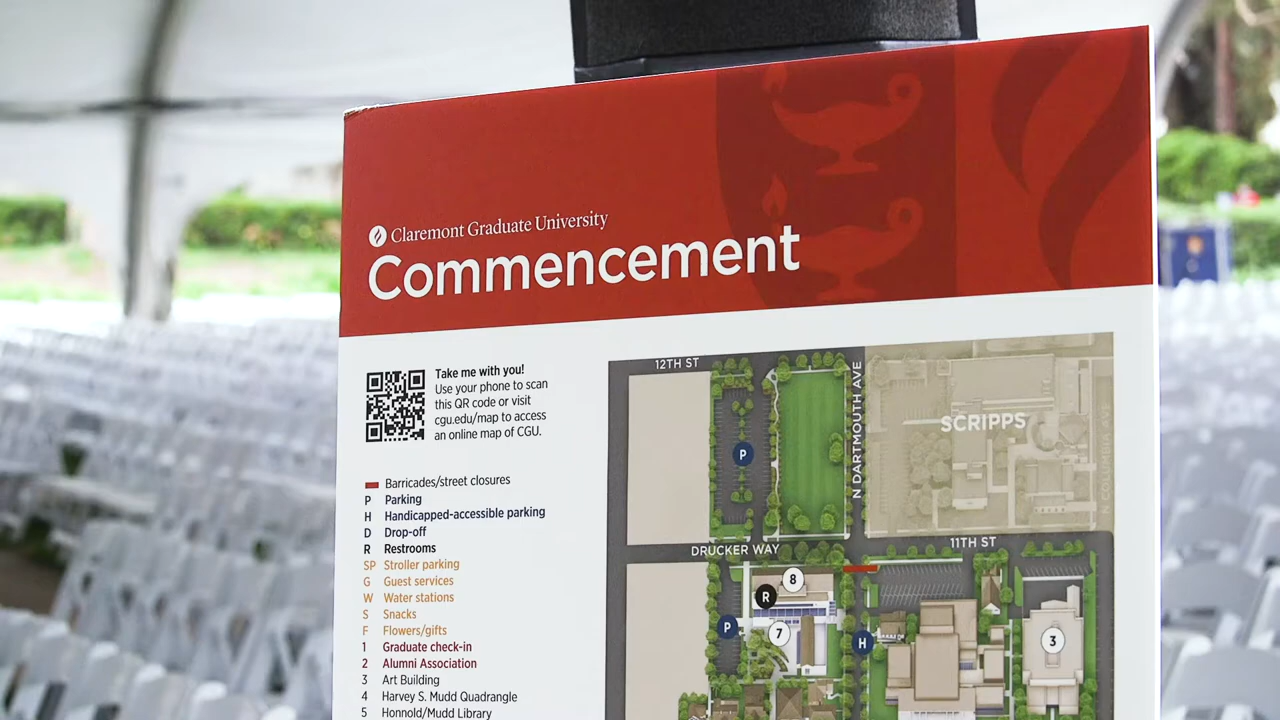 Claremont Graduate University
Commencement
Take me with you!
Use your phone to scan
this QR code or visit
cgu.edu/map to access
an online map of CGU.
Barricades/street closures
P Parking
H Handicapped-accessible parking
D Drop-off
R Restrooms
SP Stroller parking
G Guest services
W Water stations
S Snacks
F Flowers/gifts
1 Graduate check-in
2 Alumni Association
3 Art Building
4 Harvey S. Mudd Quadrangle
5 Honnold/Mudd Library
12TH ST
N DARTMOUTH AVE
SCRIPPS
P
DRUCKER WAY
11TH ST
8
R
P
7
H
3